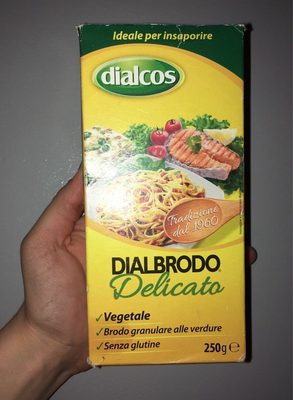 Ideale per insaporire
dialcos
Tradizione
dal 1960
DIALBRODO
Delicato
✓Vegetale
✓Brodo granulare alle verdure
✓Senza glutine
250g ℮